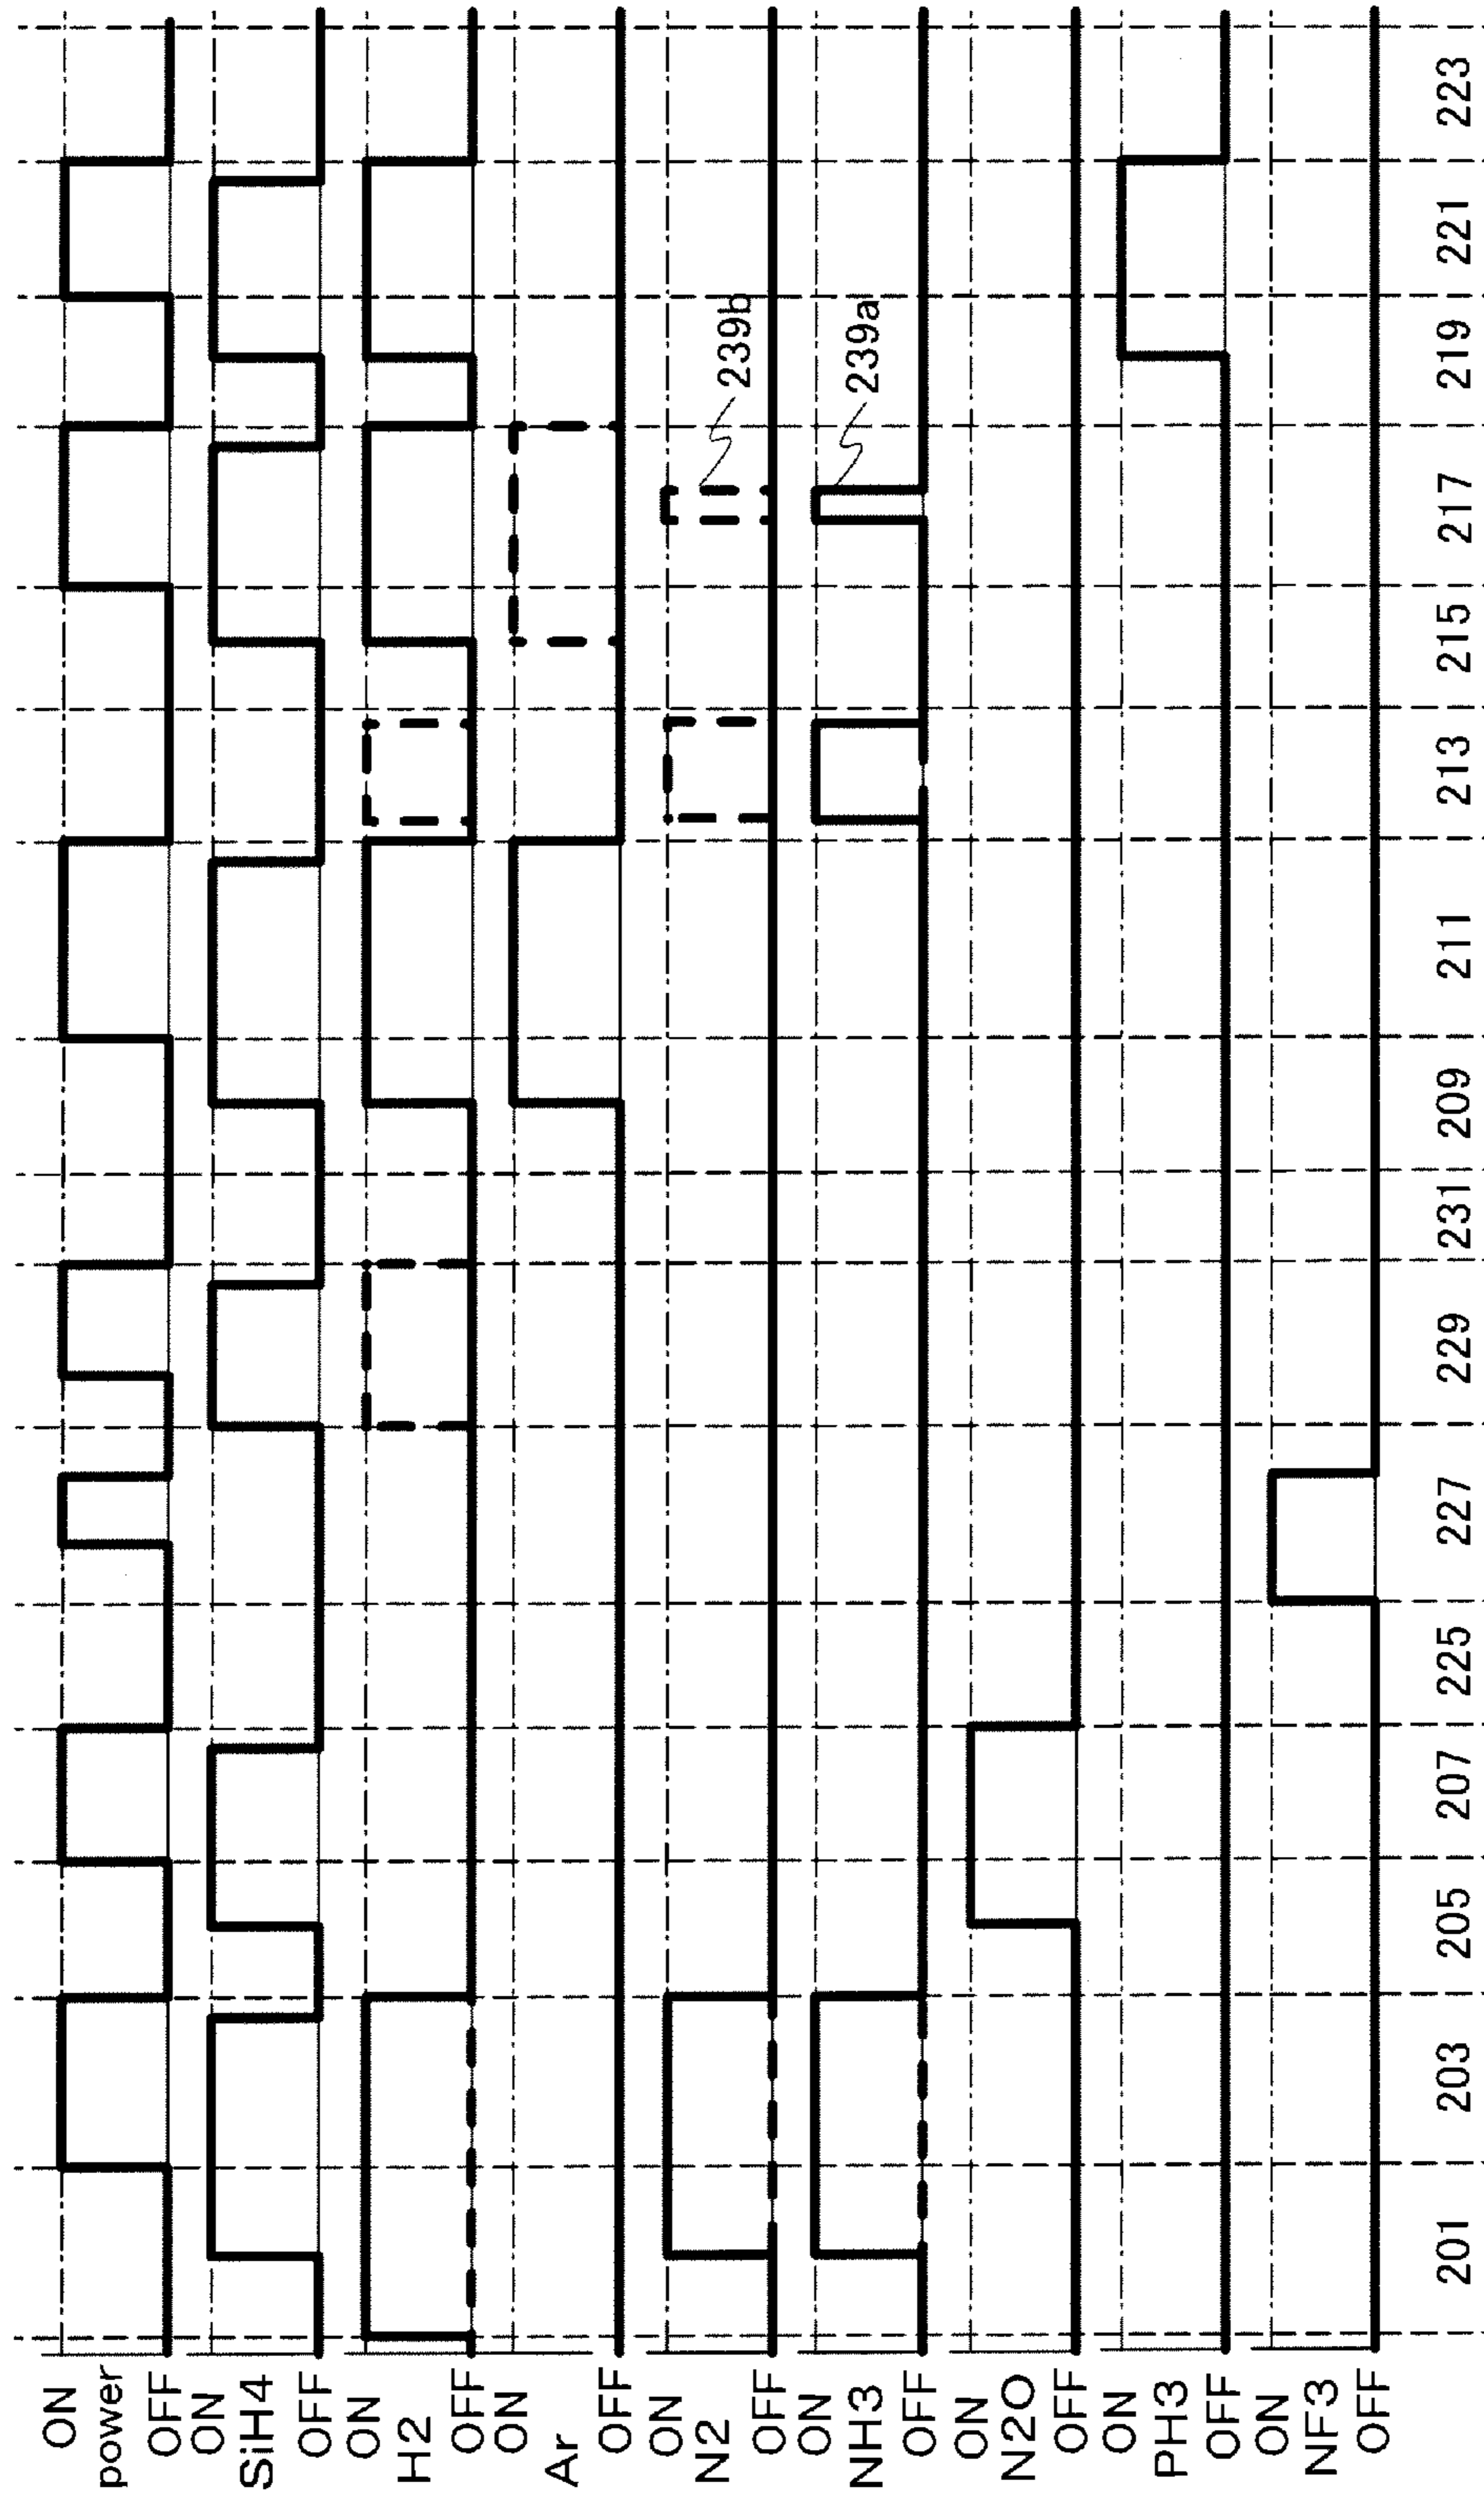 ON
power
OFF
ON
SiH4
OFF
ON
H2
OFF
ON
Ar
OFF
ON
N2
OFF
ON
NH3
OFF
ON
N2O
OFF
ON
PH3
OFF
ON
NF3
OFF
239b
239a
201 203 205 207 225 227 229 231 209 211 213 215 217 219 221 223